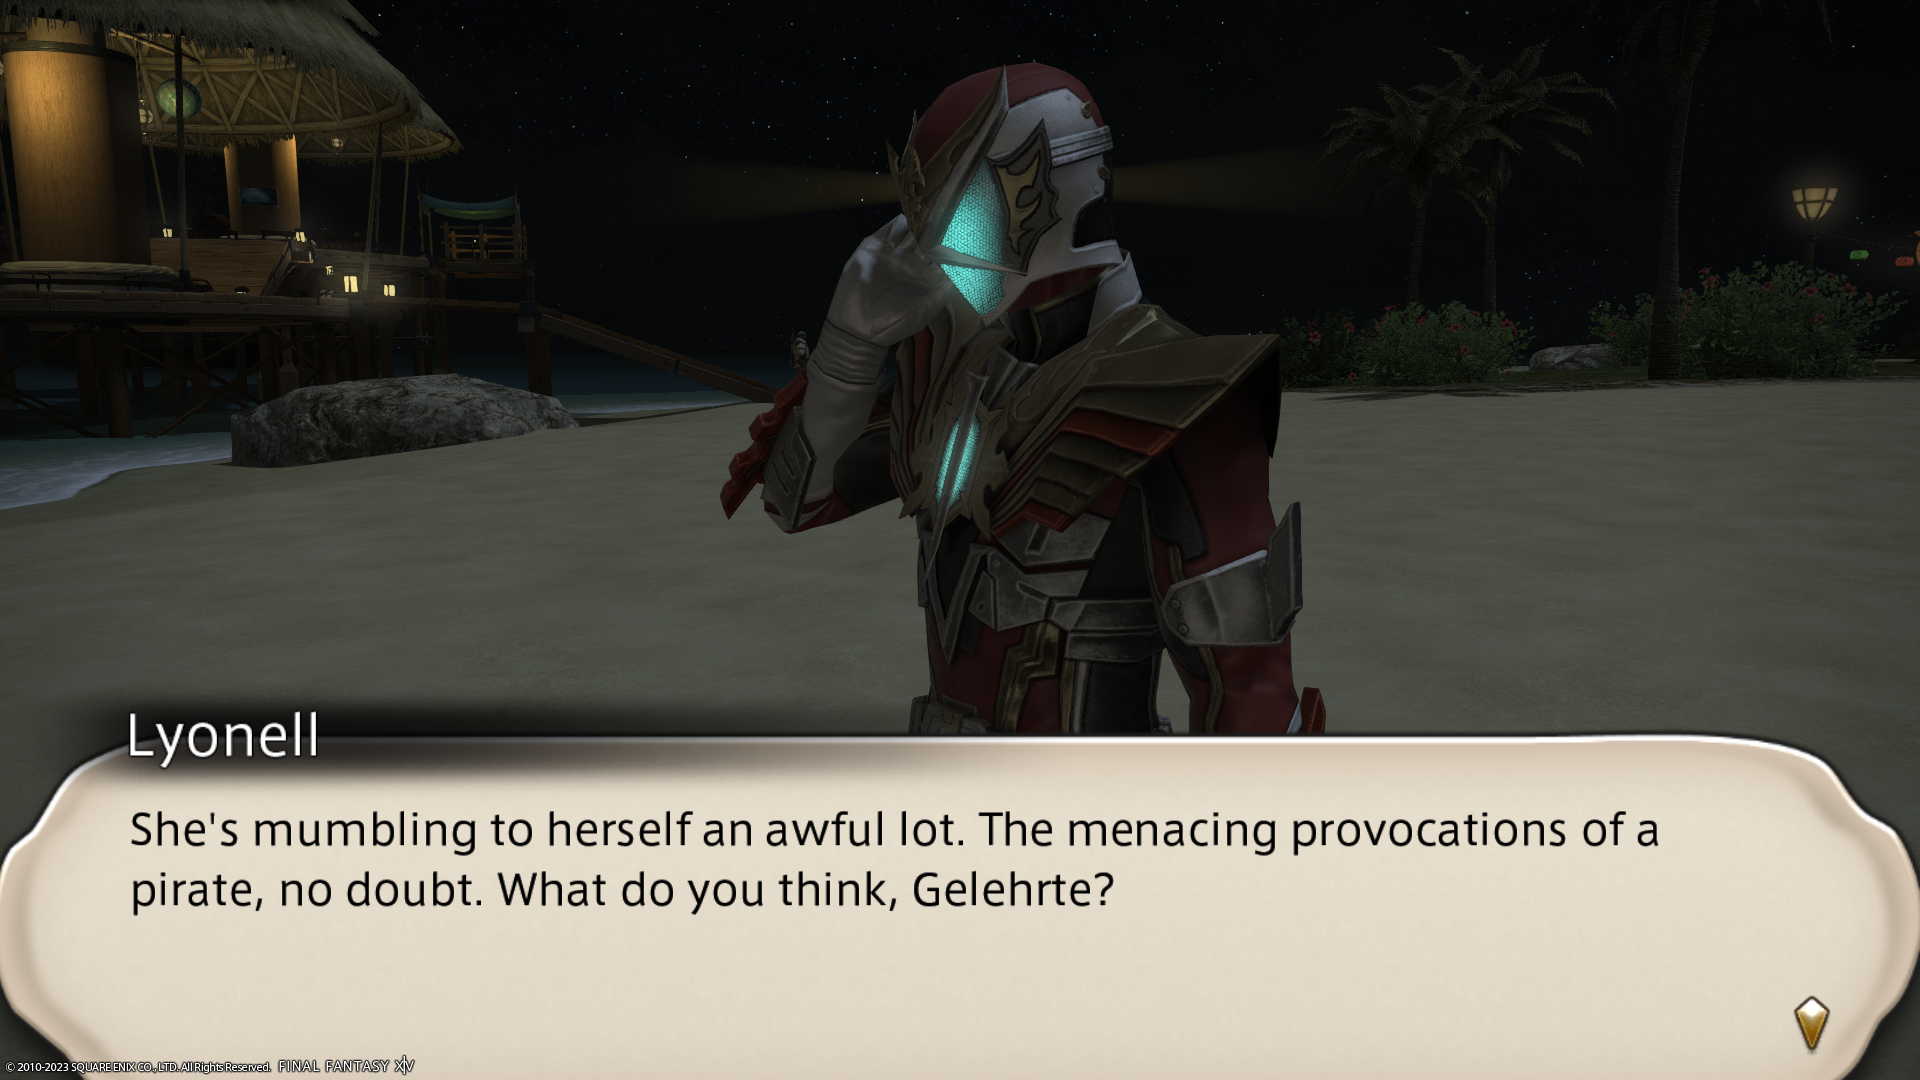 Lyonell
She's mumbling to herself an awful lot. The menacing provocations of a
pirate, no doubt. What do you think, Gelehrte?
© 2010-2023 SQUARE ENIX CO., LTD. All Rights Reserved. FINAL FANTASY XIV